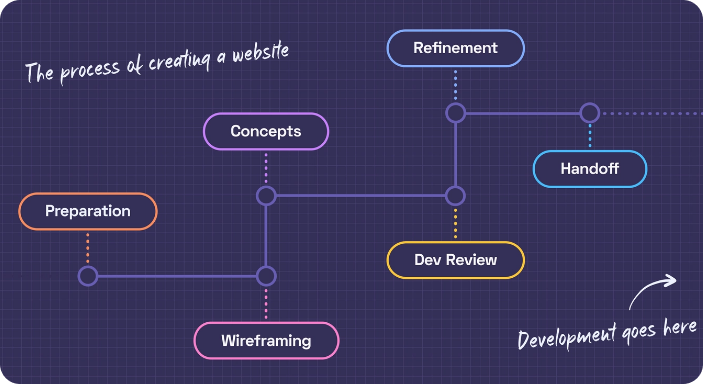 The process of creating a website
Refinement
Concepts
Handoff
Preparation
Dev Review
Wireframing
Development goes here